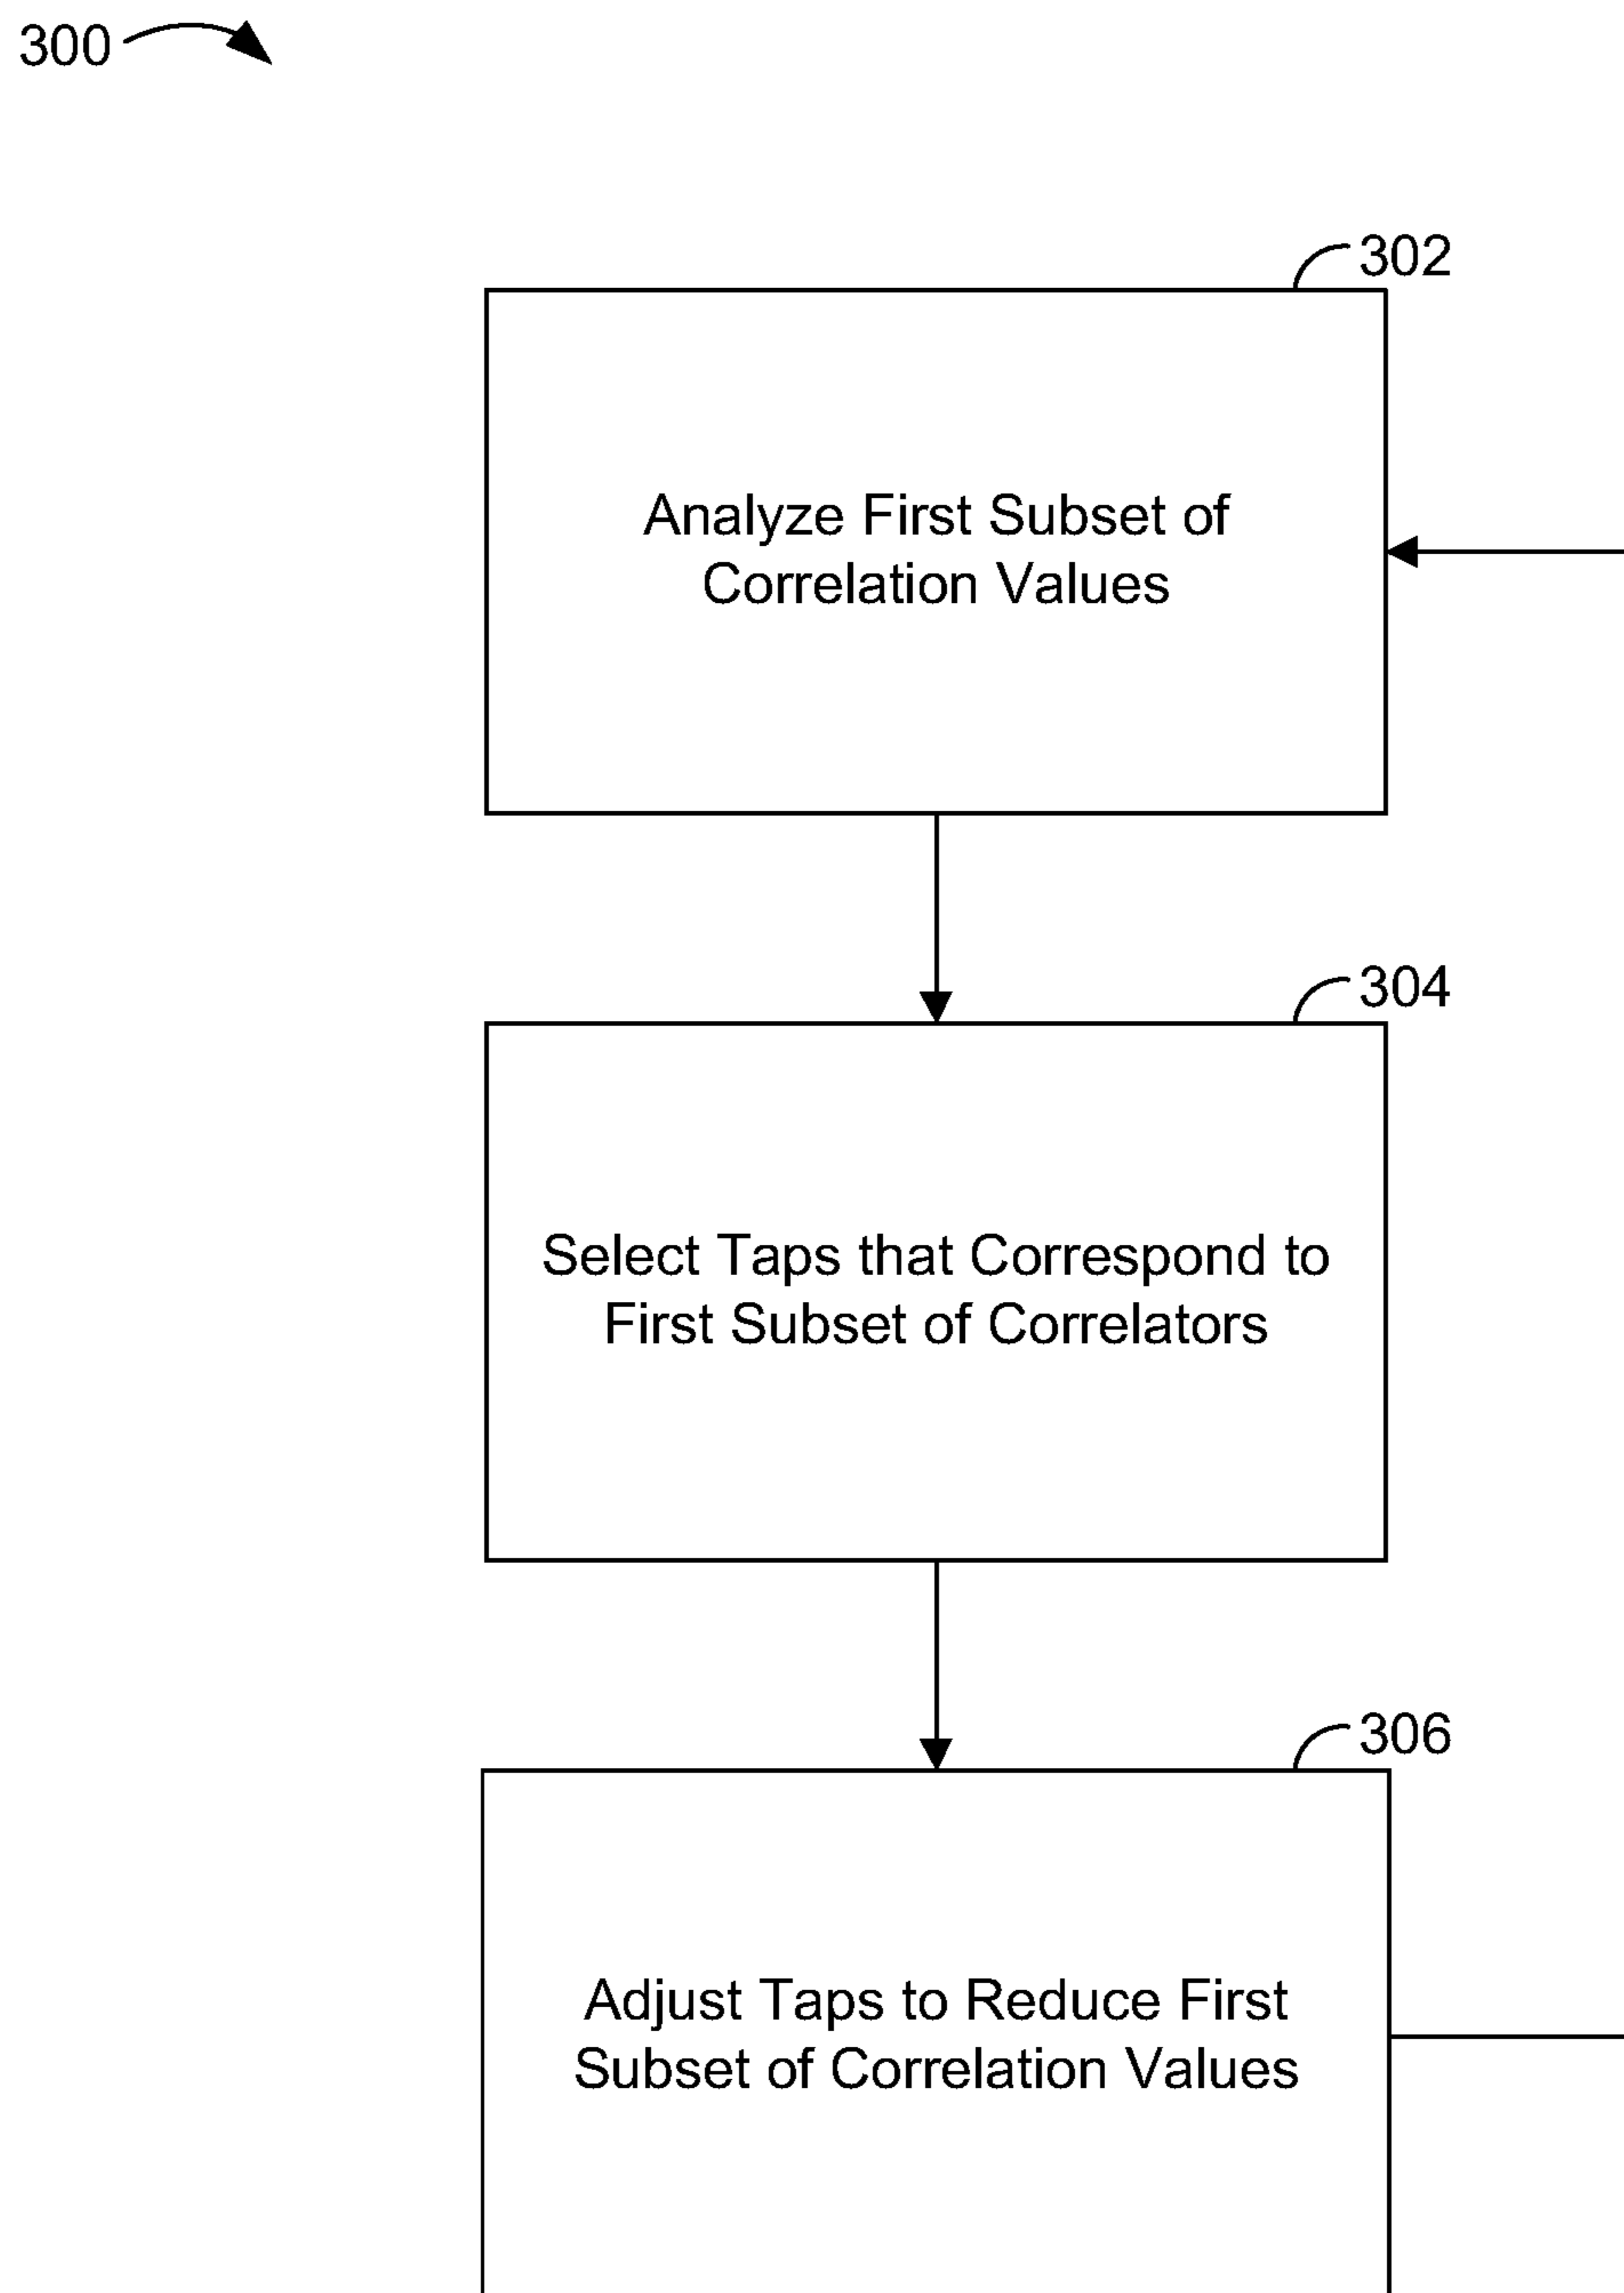 300
302
Analyze First Subset of
Correlation Values
304
Select Taps that Correspond to
First Subset of Correlators
306
Adjust Taps to Reduce First
Subset of Correlation Values